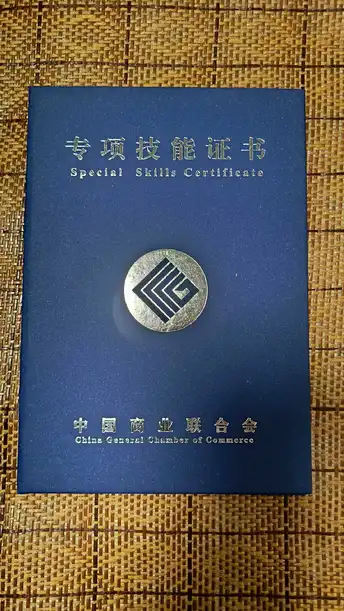 专项技能证书
Special Skills Certificate
中国商业联合会
China General Chamber of Commerce